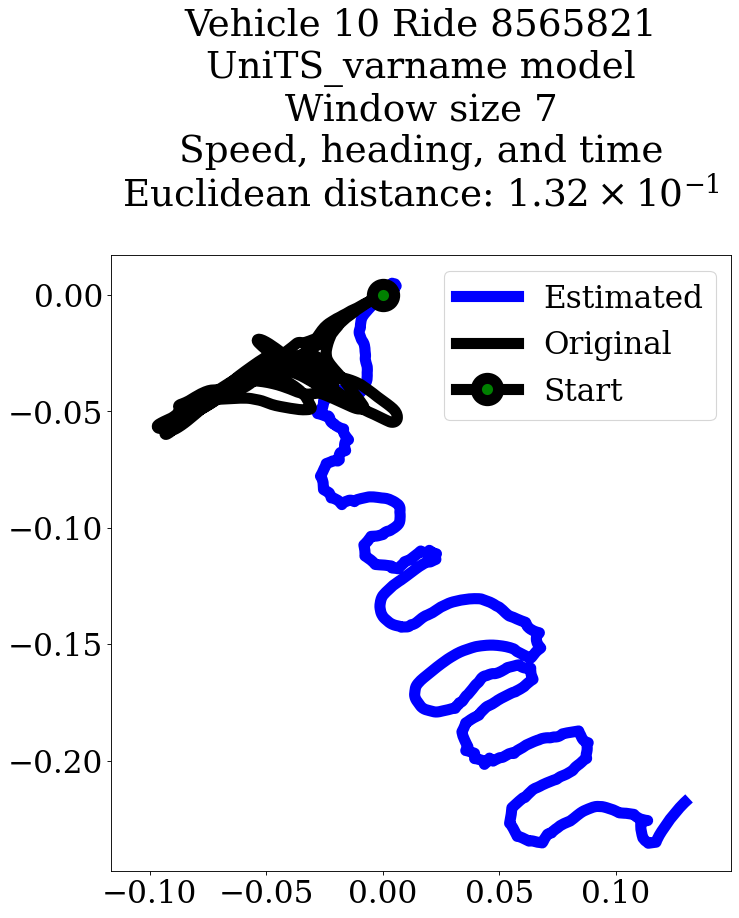 Vehicle 10 Ride 8565821
UniTS_varname model
Window size 7
Speed, heading, and time
Euclidean distance: 1.32 × 10⁻¹
Estimated
Original
Start
0.00
−0.05
−0.10
−0.15
−0.20
−0.10 −0.05 0.00 0.05 0.10